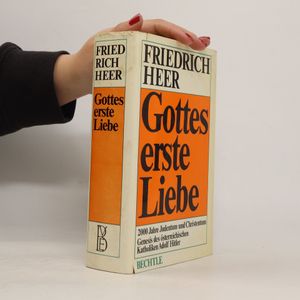 FRIED
RICH
HEER
Gottes
erste
Liebe
FRIEDRICH
HEER
Gottes
erste
Liebe
2000 Jahre Judentum und Christentum
Genesis des österreichischen
Katholiken Adolf Hitler
BECHTLE